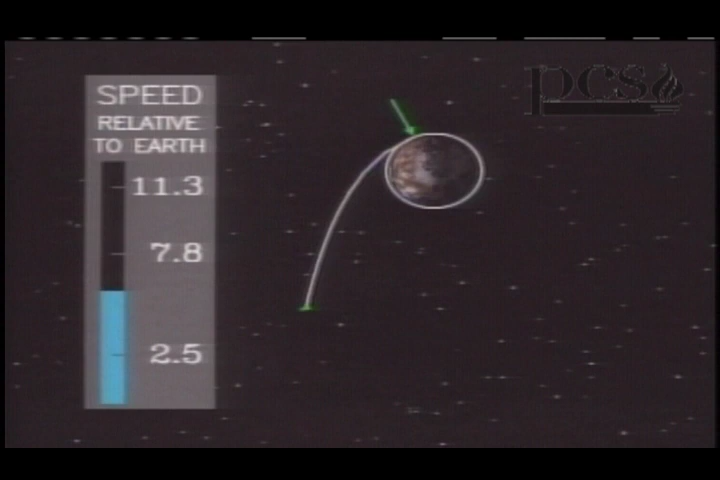 SPEED
RELATIVE
TO EARTH
11.3
7.8
2.5
pcs